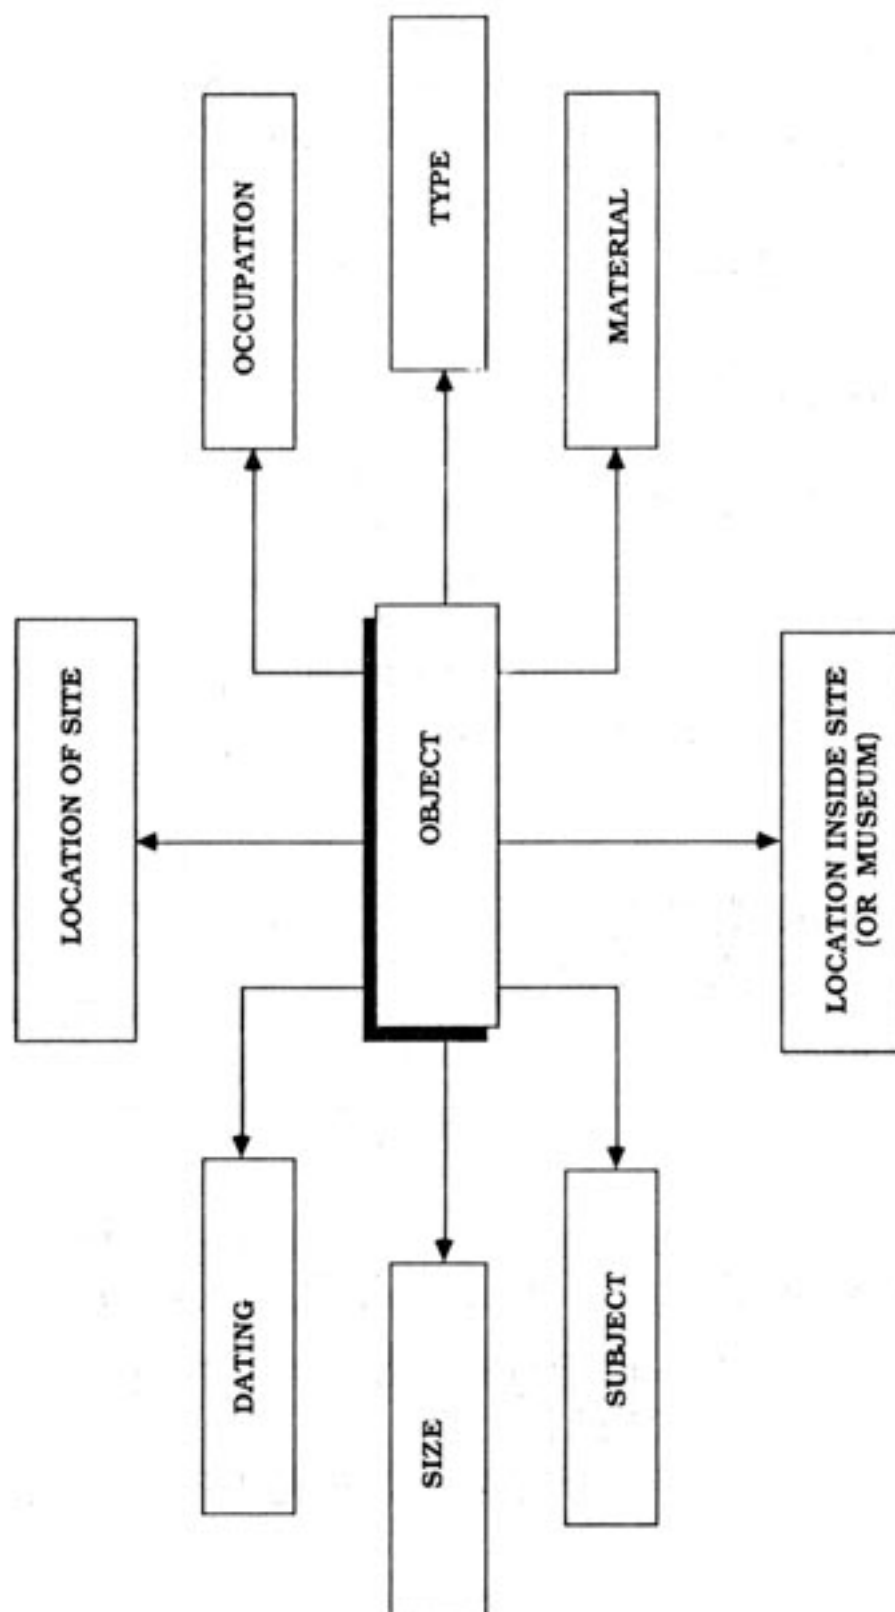 LOCATION OF SITE
DATING
OCCUPATION
SIZE
OBJECT
TYPE
SUBJECT
MATERIAL
LOCATION INSIDE SITE
(OR MUSEUM)